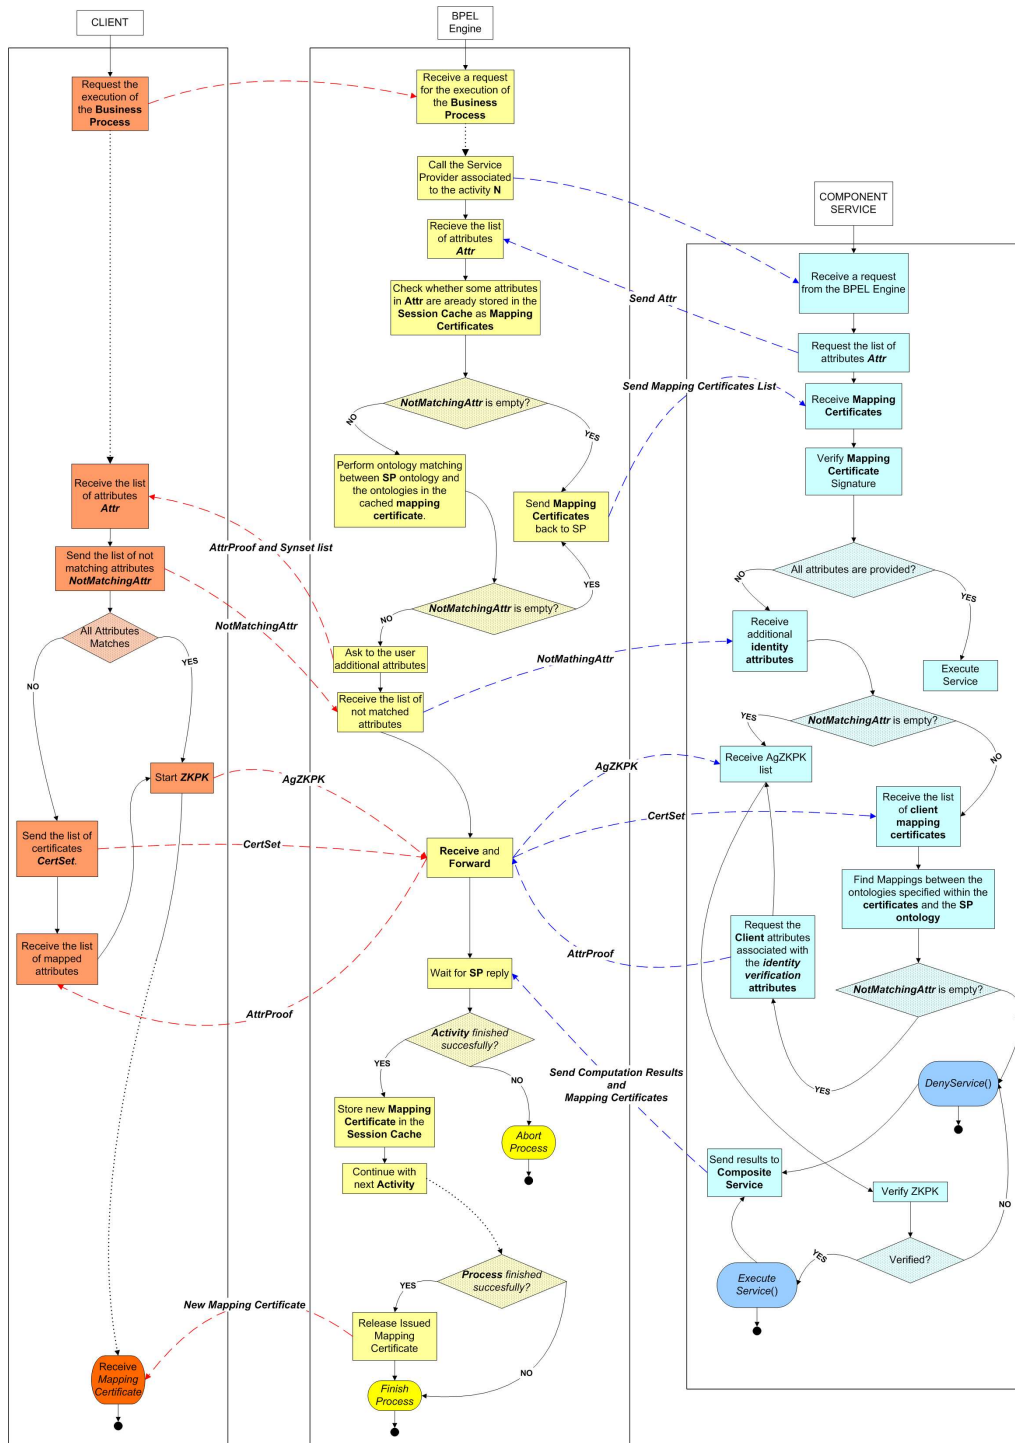 CLIENT
Request the
execution of
the Business
Process
Receive the list
of attributes
Attr
Send the list of not
matching attributes
NotMatchingAttr
All Attributes
Matches
NO
YES
Start ZKPK
Send the list of
certificates
CertSet.
Receive the list
of mapped
attributes
Receive
Mapping
Certificate
AttrProof and Synset list
NotMatchingAttr
AgZKPK
CertSet
AttrProof
New Mapping Certificate
BPEL
Engine
Receive a request
for the execution of
the Business
Process
Call the Service
Provider associated
to the activity N
Recieve the list
of attributes
Attr
Check whether some attributes
in Attr are aready stored in the
Session Cache as Mapping
Certificates
NotMatchingAttr is empty?
NO
YES
Perform ontology matching
between SP ontology and
the ontologies in the
cached mapping
certificate.
Send Mapping
Certificates
back to SP
NotMatchingAttr is empty?
YES
NO
Ask to the user
additional attributes
Receive the list of
not matched
attributes
Receive and
Forward
Wait for SP reply
Activity finished
succesfully?
YES
NO
Store new Mapping
Certificate in the
Session Cache
Abort
Process
Continue with
next Activity
Process finished
succesfully?
YES
NO
Release Issued
Mapping
Certificate
Finish
Process
Send Attr
Send Mapping Certificates List
NotMathingAttr
AgZKPK
CertSet
AttrProof
Send Computation Results
and
Mapping Certificates
COMPONENT
SERVICE
Receive a request
from the BPEL Engine
Request the list of
attributes Attr
Receive Mapping
Certificates
Verify Mapping
Certificate
Signature
All attributes are provided?
NO
YES
Receive
additional
identity
attributes
Execute
Service
NotMatchingAttr is empty?
YES
NO
Receive AgZKPK
list
Receive the list
of client
mapping
certificates
Find Mappings between the
ontologies specified within the
certificates and the SP
ontology
Request the
Client attributes
associated with
the identity
verification
attributes
NotMatchingAttr is empty?
YES
NO
DenyService()
Send results to
Composite
Service
Verify ZKPK
NO
Verified?
YES
Execute
Service()